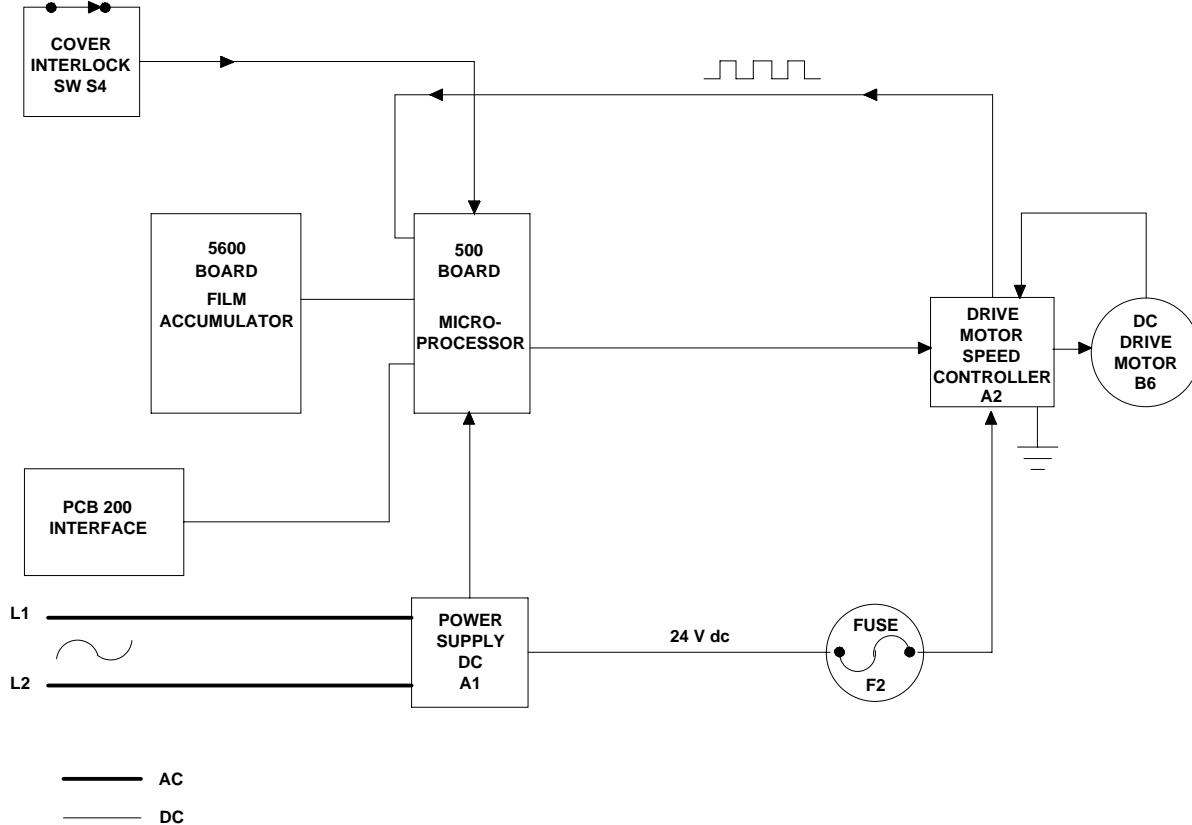 COVER
INTERLOCK
SW S4
5600
BOARD
FILM
ACCUMULATOR
500
BOARD
MICRO-
PROCESSOR
DRIVE
MOTOR
SPEED
CONTROLLER
A2
DC
DRIVE
MOTOR
B6
PCB 200
INTERFACE
L1
L2
POWER
SUPPLY
DC
A1
24 V dc
FUSE
F2
AC
DC